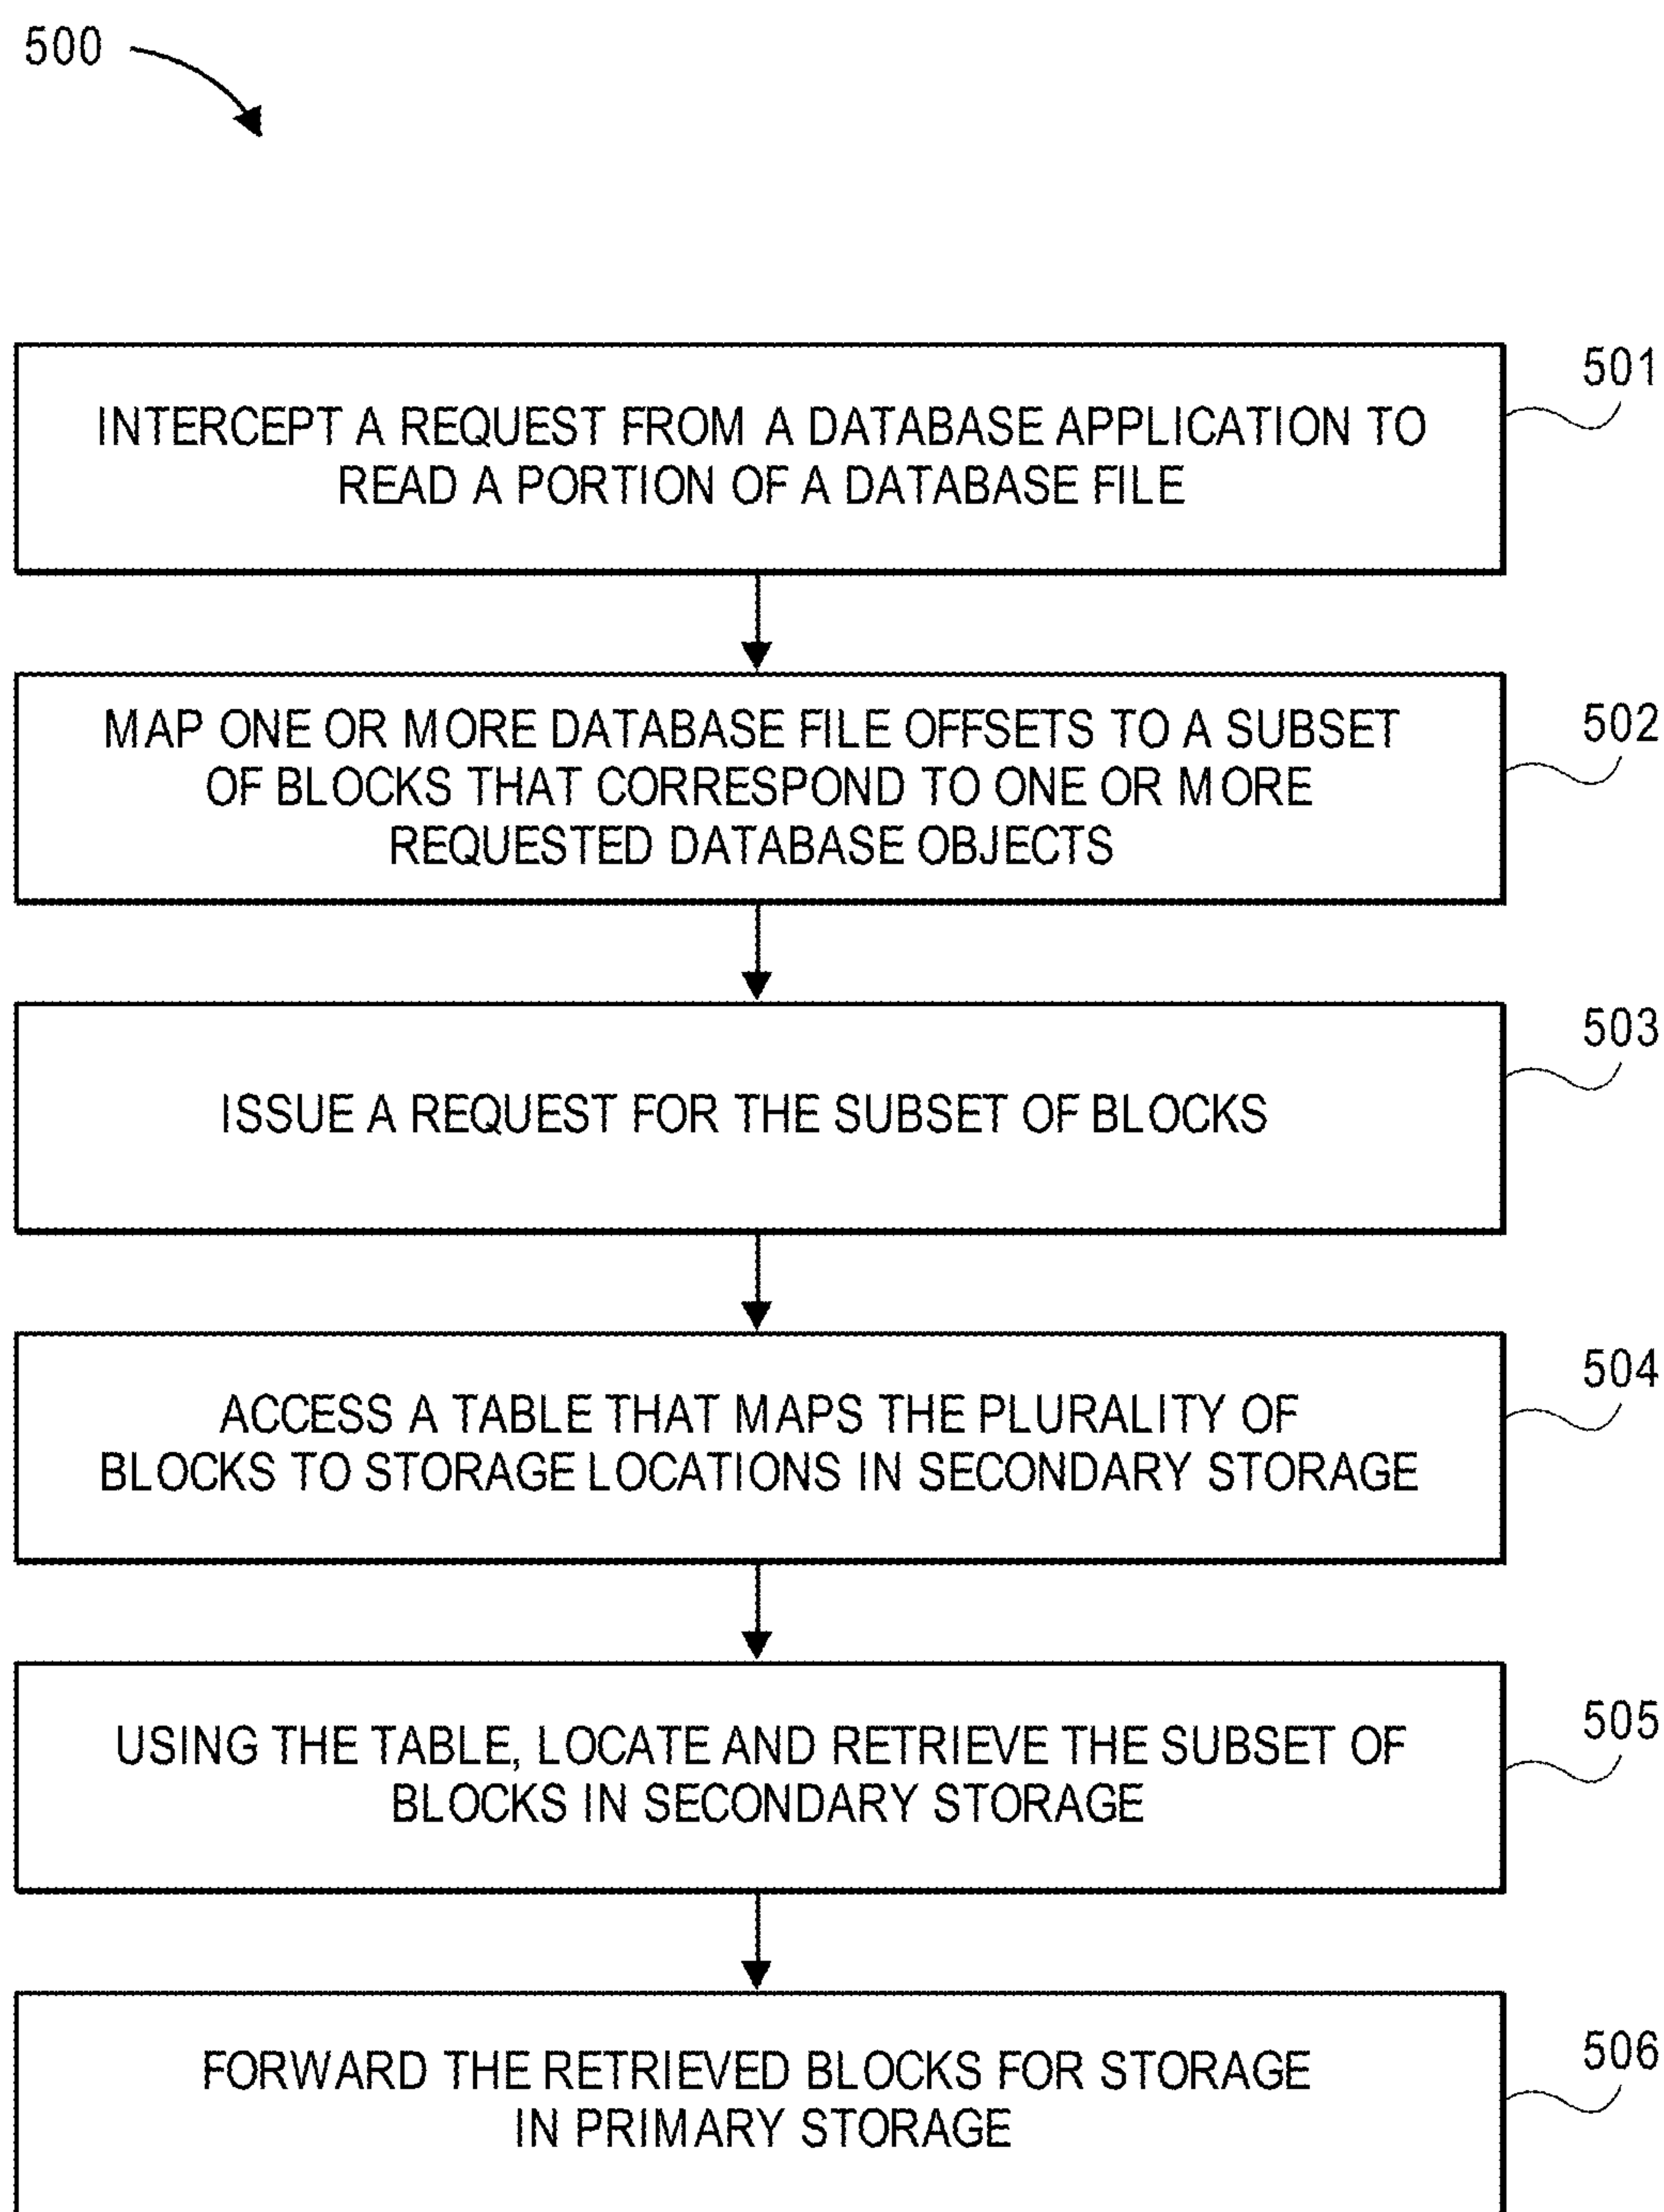 500
501
INTERCEPT A REQUEST FROM A DATABASE APPLICATION TO
READ A PORTION OF A DATABASE FILE
502
MAP ONE OR MORE DATABASE FILE OFFSETS TO A SUBSET
OF BLOCKS THAT CORRESPOND TO ONE OR MORE
REQUESTED DATABASE OBJECTS
503
ISSUE A REQUEST FOR THE SUBSET OF BLOCKS
504
ACCESS A TABLE THAT MAPS THE PLURALITY OF
BLOCKS TO STORAGE LOCATIONS IN SECONDARY STORAGE
505
USING THE TABLE, LOCATE AND RETRIEVE THE SUBSET OF
BLOCKS IN SECONDARY STORAGE
506
FORWARD THE RETRIEVED BLOCKS FOR STORAGE
IN PRIMARY STORAGE